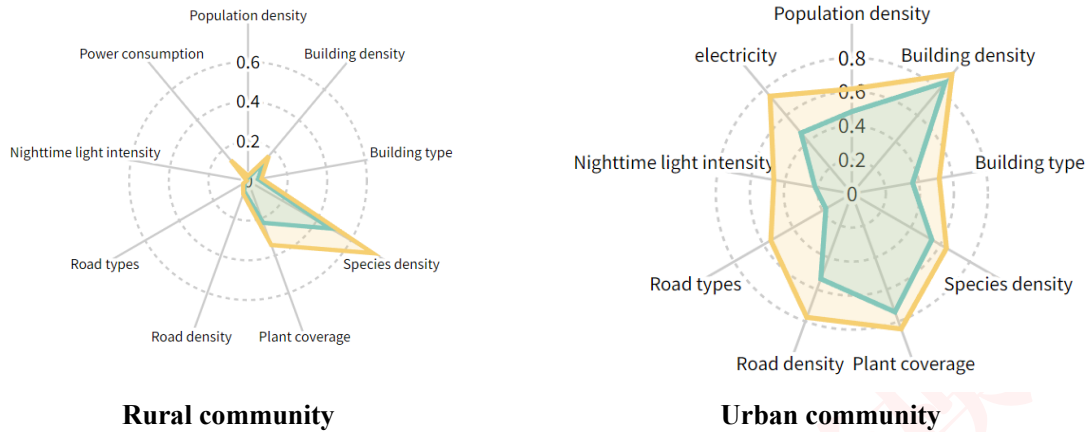 Population density
Power consumption
Building density
0.6
0.4
Nighttime light intensity
0.2
Building type
0
Road types
Species density
Road density
Plant coverage
Rural community
Population density
electricity
0.8
Building density
0.6
0.4
Nighttime light intensity
0.2
Building type
0
Road types
Species density
Road density
Plant coverage
Urban community